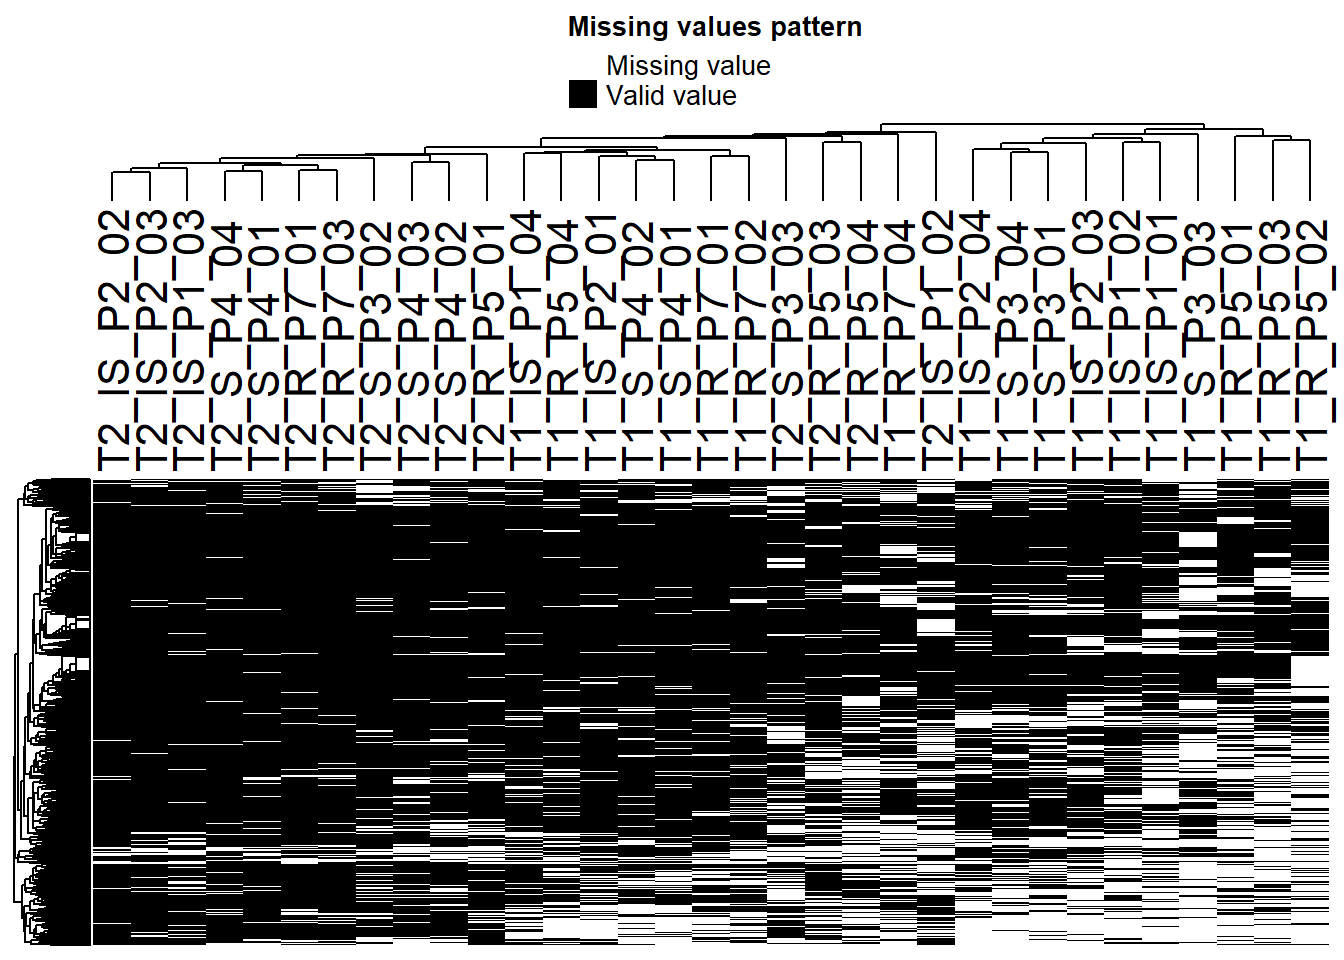 Missing values pattern
Missing value
Valid value
T2_IS_P2_02
T2_IS_P2_03
T2_IS_P1_03
T2_S_P4_04
T2_S_P4_01
T2_R_P7_01
T2_R_P7_03
T2_S_P3_02
T2_S_P4_03
T2_S_P4_02
T2_R_P5_01
T1_IS_P1_04
T1_R_P5_04
T1_IS_P2_01
T1_S_P4_02
T1_S_P4_01
T1_R_P7_01
T1_R_P7_02
T2_S_P3_03
T2_R_P5_03
T2_R_P5_04
T1_R_P7_04
T2_IS_P1_02
T1_IS_P2_04
T1_S_P3_04
T1_S_P3_01
T1_IS_P2_03
T1_IS_P1_02
T1_IS_P1_01
T1_S_P3_03
T1_R_P5_01
T1_R_P5_03
T1_R_P5_02